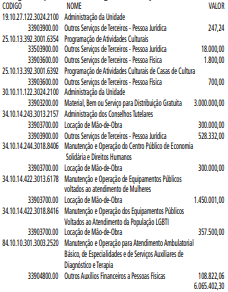 CODIGO NOME VALOR
19.10.27.122.3024.2100 Administração da Unidade
33903900.00 Outros Serviços de Terceiros - Pessoa Jurídica 247,24
25.10.13.392.3001.6354 Programação de Atividades Culturais
33503900.00 Outros Serviços de Terceiros - Pessoa Jurídica 18.000,00
33903600.00 Outros Serviços de Terceiros - Pessoa Física 1.800,00
25.10.13.392.3001.6392 Programação de Atividades Culturais de Casas de Cultura
33903600.00 Outros Serviços de Terceiros - Pessoa Física 700,00
30.10.11.122.3024.2100 Administração da Unidade
33903200.00 Material, Bem ou Serviço para Distribuição Gratuita 3.000.000,00
34.10.14.243.3013.2157 Administração dos Conselhos Tutelares
33903700.00 Locação de Mão-de-Obra 300.000,00
33903900.00 Outros Serviços de Terceiros - Pessoa Jurídica 528.332,00
34.10.14.244.3018.8406 Manutenção e Operação do Centro Público de Economia
Solidária e Direitos Humanos
33903700.00 Locação de Mão-de-Obra 300.000,00
34.10.14.422.3013.6178 Manutenção e Operação de Equipamentos Públicos
voltados ao atendimento de Mulheres
33903700.00 Locação de Mão-de-Obra 1.450.001,00
34.10.14.422.3018.8416 Manutenção e Operação dos Equipamentos Públicos
Voltados ao Atendimento da População LGBTI
33903700.00 Locação de Mão-de-Obra 357.500,00
84.10.10.301.3003.2520 Manutenção e Operação para Atendimento Ambulatorial
Básico, de Especialidades e de Serviços Auxiliares de
Diagnóstico e Terapia
33904800.00 Outros Auxílios Financeiros a Pessoas Físicas 108.822,06
6.065.402,30